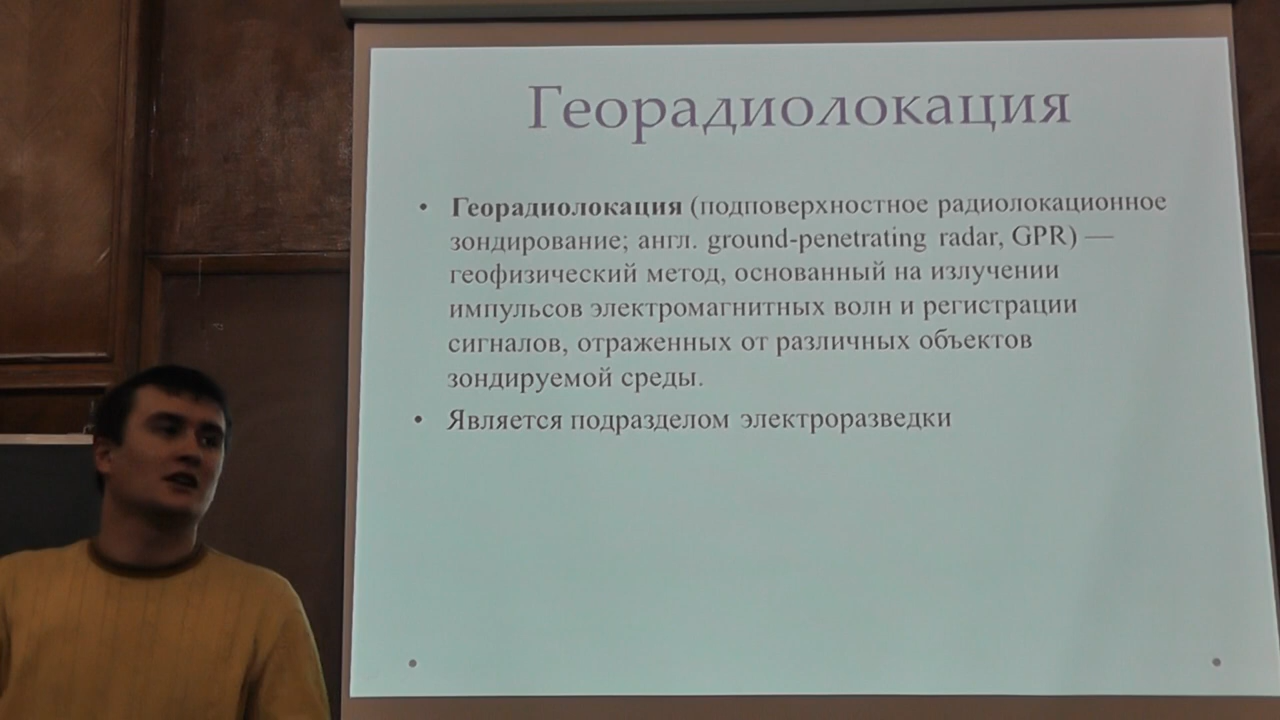 Георадиолокация
• Георадиолокация (подповерхностное радиолокационное
зондирование; англ. ground-penetrating radar, GPR) —
геофизический метод, основанный на излучении
импульсов электромагнитных волн и регистрации
сигналов, отраженных от различных объектов
зондируемой среды.
• Является подразделом электроразведки